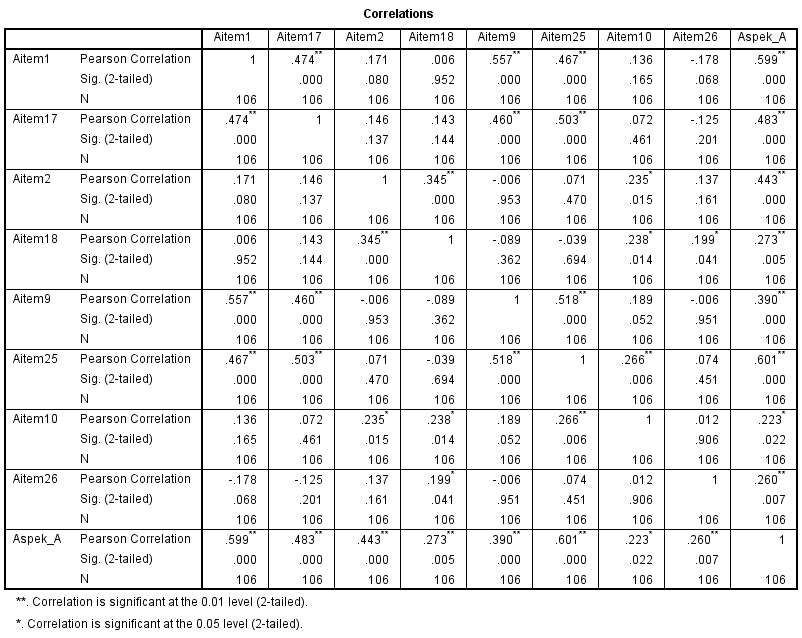 Correlations
Aitem1 Aitem17 Aitem2 Aitem18 Aitem9 Aitem25 Aitem10 Aitem26 Aspek_A
Aitem1 Pearson Correlation 1 .474** .171 .006 .557** .467** .136 -.178 .599**
Sig. (2-tailed) .000 .080 .952 .000 .000 .165 .068 .000
N 106 106 106 106 106 106 106 106 106
Aitem17 Pearson Correlation .474** 1 .146 .143 .460** .503** .072 -.125 .483**
Sig. (2-tailed) .000 .137 .144 .000 .000 .461 .201 .000
N 106 106 106 106 106 106 106 106 106
Aitem2 Pearson Correlation .171 .146 1 .345** -.006 .071 .235* .137 .443**
Sig. (2-tailed) .080 .137 .000 .953 .470 .015 .161 .000
N 106 106 106 106 106 106 106 106 106
Aitem18 Pearson Correlation .006 .143 .345** 1 -.089 -.039 .238* .199* .273**
Sig. (2-tailed) .952 .144 .000 .362 .694 .014 .041 .005
N 106 106 106 106 106 106 106 106 106
Aitem9 Pearson Correlation .557** .460** -.006 -.089 1 .518** .189 -.006 .390**
Sig. (2-tailed) .000 .000 .953 .362 .000 .052 .951 .000
N 106 106 106 106 106 106 106 106 106
Aitem25 Pearson Correlation .467** .503** .071 -.039 .518** 1 .266** .074 .601**
Sig. (2-tailed) .000 .000 .470 .694 .000 .006 .451 .000
N 106 106 106 106 106 106 106 106 106
Aitem10 Pearson Correlation .136 .072 .235* .238* .189 .266** 1 .012 .223*
Sig. (2-tailed) .165 .461 .015 .014 .052 .006 .906 .022
N 106 106 106 106 106 106 106 106 106
Aitem26 Pearson Correlation -.178 -.125 .137 .199* -.006 .074 .012 1 .260**
Sig. (2-tailed) .068 .201 .161 .041 .951 .451 .906 .007
N 106 106 106 106 106 106 106 106 106
Aspek_A Pearson Correlation .599** .483** .443** .273** .390** .601** .223* .260** 1
Sig. (2-tailed) .000 .000 .000 .005 .000 .000 .022 .007
N 106 106 106 106 106 106 106 106 106
**. Correlation is significant at the 0.01 level (2-tailed).
*. Correlation is significant at the 0.05 level (2-tailed).